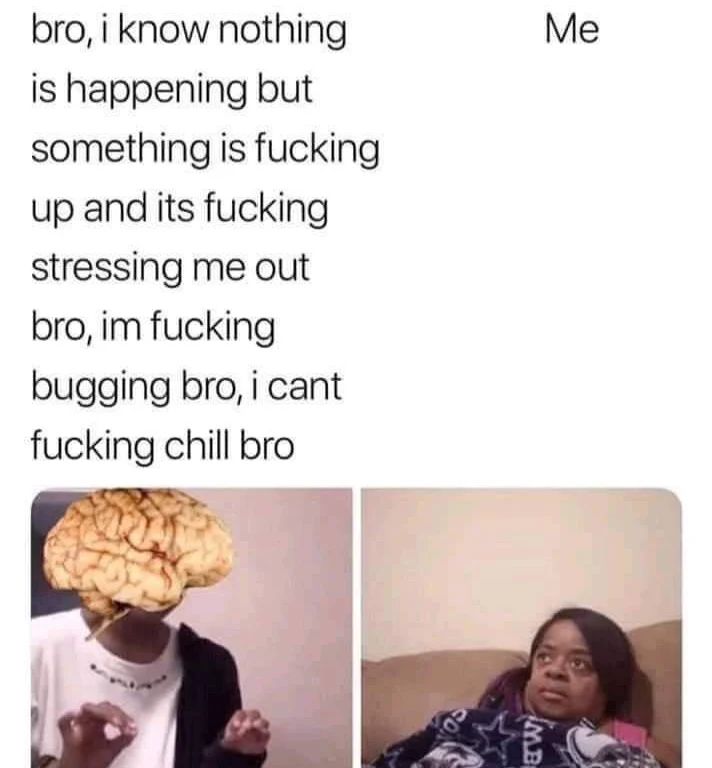 bro, i know nothing
Me
is happening but
something is fucking
up and its fucking
stressing me out
bro, im fucking
bugging bro, i cant
fucking chill bro